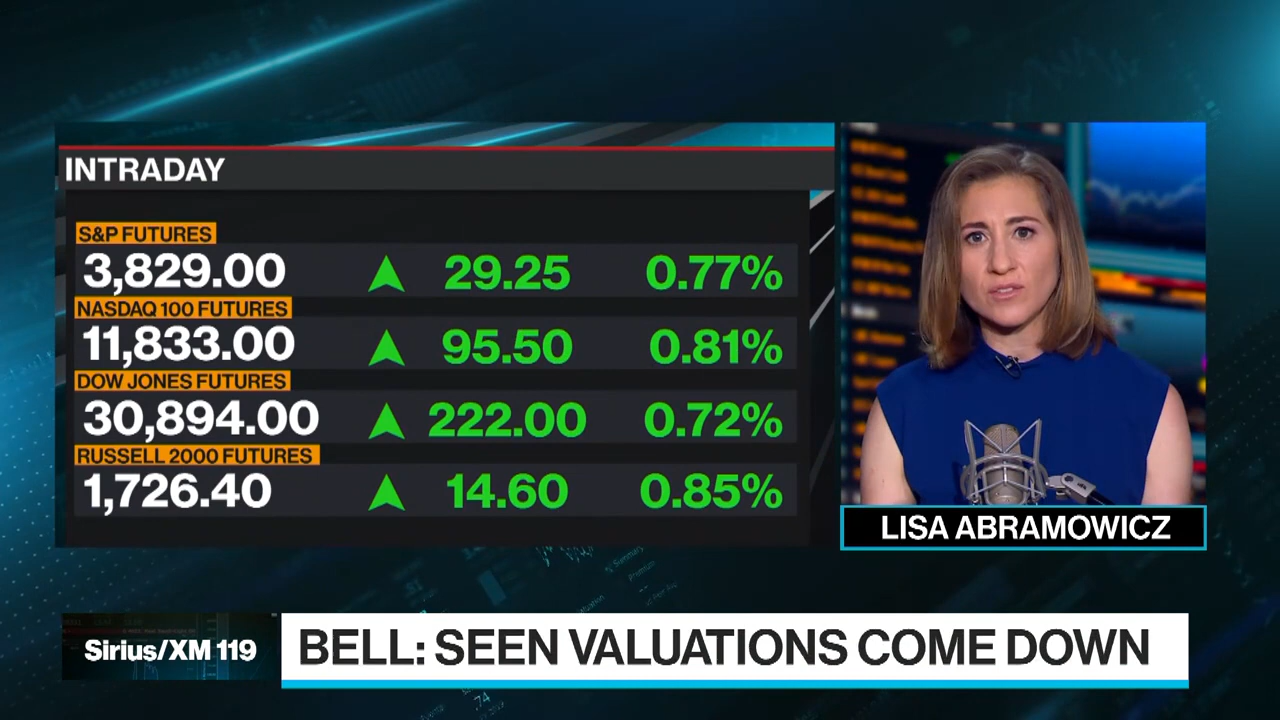 INTRADAY
S&P FUTURES
3,829.00 ▲ 29.25 0.77%
NASDAQ 100 FUTURES
11,833.00 ▲ 95.50 0.81%
DOW JONES FUTURES
30,894.00 ▲ 222.00 0.72%
RUSSELL 2000 FUTURES
1,726.40 ▲ 14.60 0.85%
LISA ABRAMOWICZ
Sirius/XM 119
BELL: SEEN VALUATIONS COME DOWN